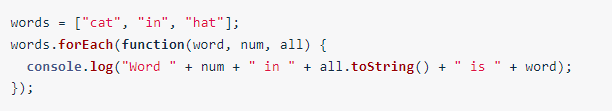 words = ["cat", "in", "hat"];
words.forEach(function(word, num, all) {
  console.log("Word " + num + " in " + all.toString() + " is " + word);
});